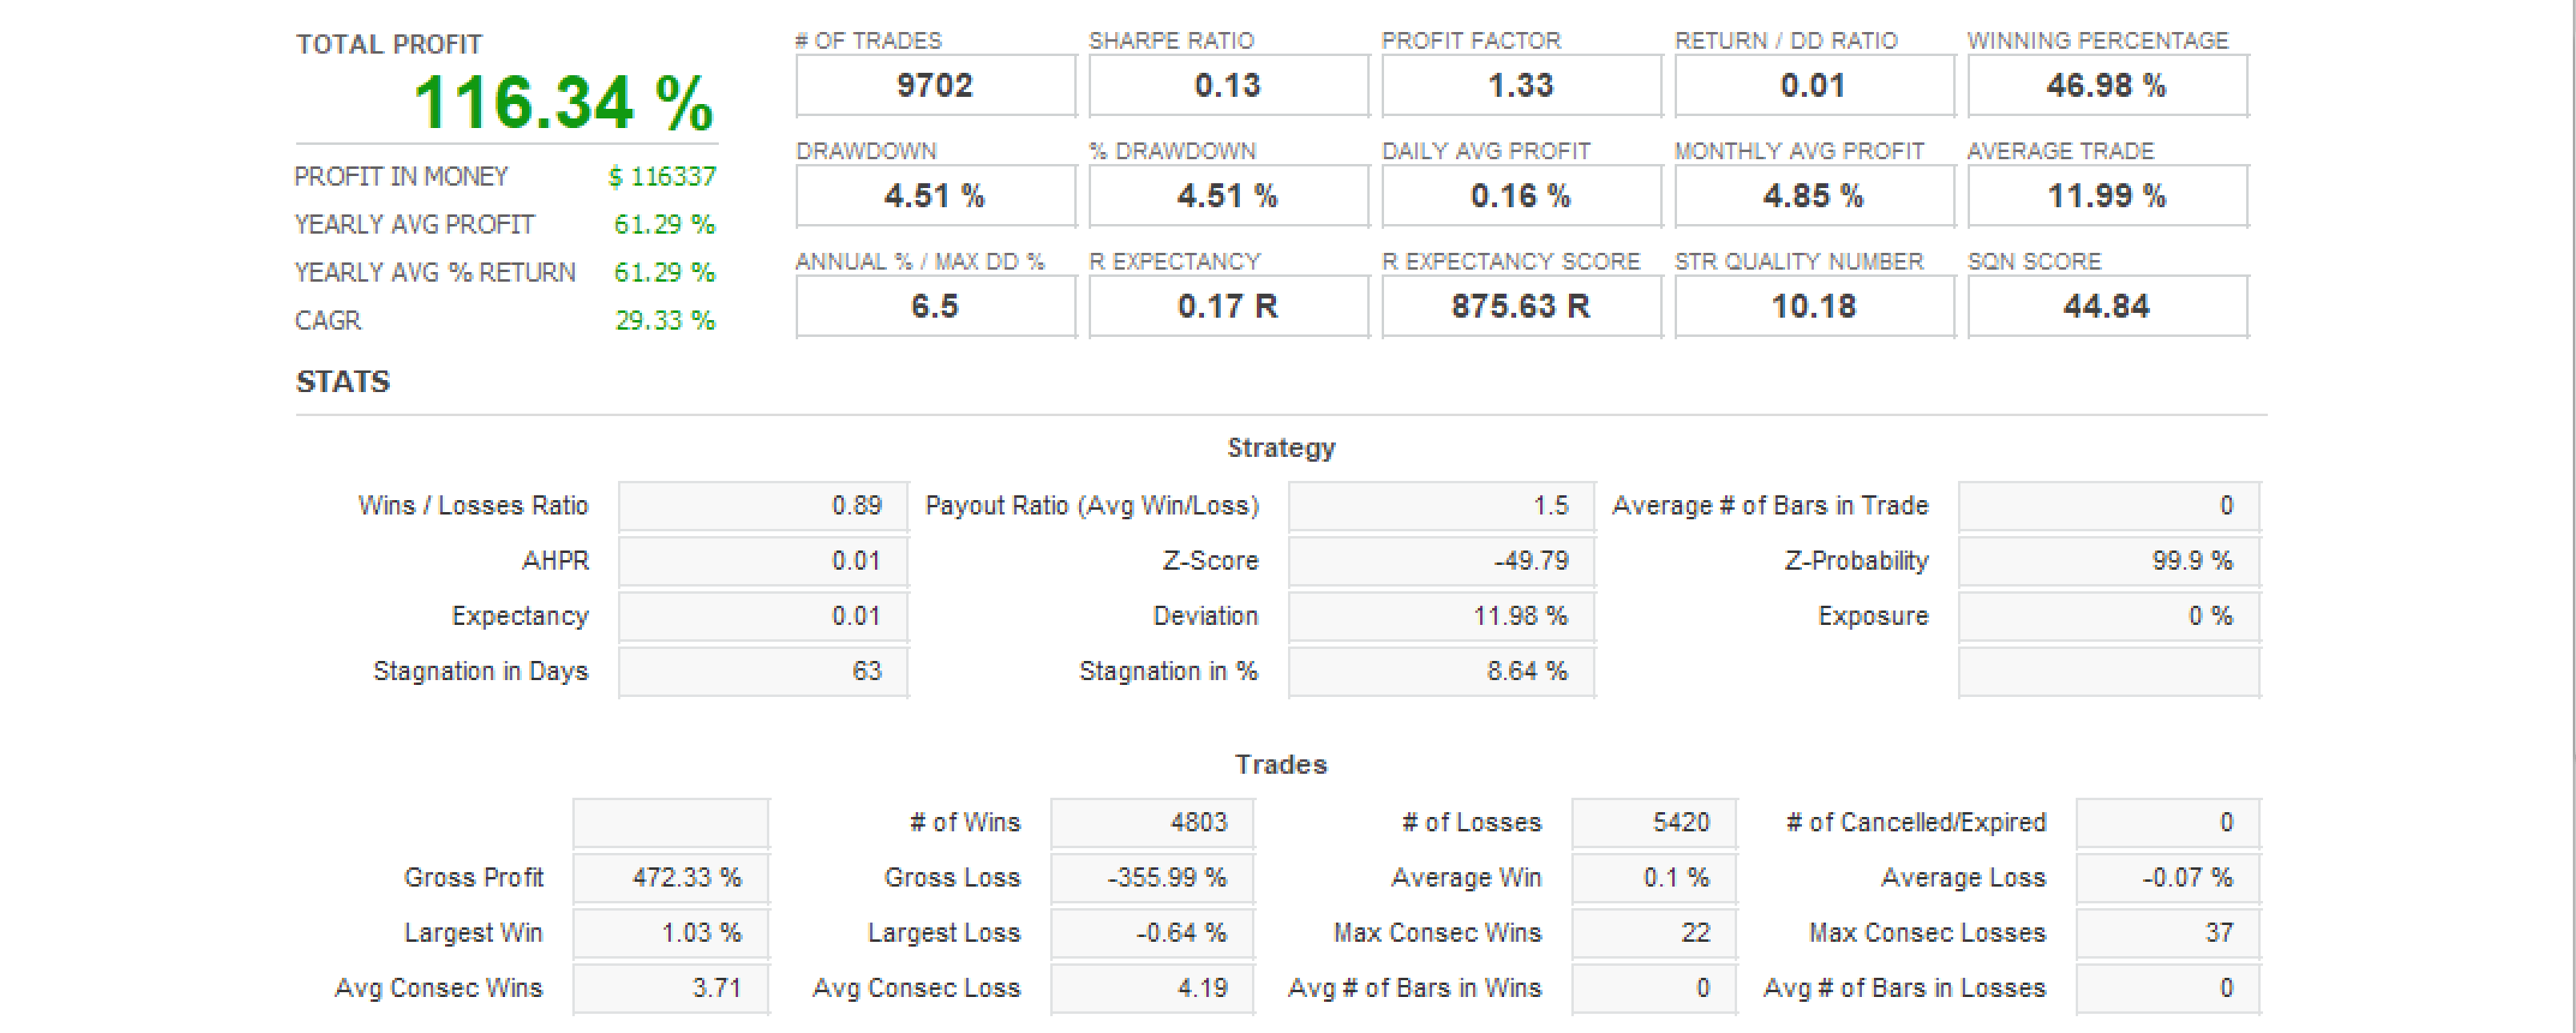 TOTAL PROFIT
116.34 %
PROFIT IN MONEY $ 116337
YEARLY AVG PROFIT 61.29 %
YEARLY AVG % RETURN 61.29 %
CAGR 29.33 %
# OF TRADES SHARPE RATIO PROFIT FACTOR RETURN / DD RATIO WINNING PERCENTAGE
9702 0.13 1.33 0.01 46.98 %
DRAWDOWN % DRAWDOWN DAILY AVG PROFIT MONTHLY AVG PROFIT AVERAGE TRADE
4.51 % 4.51 % 0.16 % 4.85 % 11.99 %
ANNUAL % / MAX DD % R EXPECTANCY R EXPECTANCY SCORE STR QUALITY NUMBER SQN SCORE
6.5 0.17 R 875.63 R 10.18 44.84
STATS
Strategy
Wins / Losses Ratio 0.89 Payout Ratio (Avg Win/Loss) 1.5 Average # of Bars in Trade 0
AHPR 0.01 Z-Score -49.79 Z-Probability 99.9 %
Expectancy 0.01 Deviation 11.98 % Exposure 0 %
Stagnation in Days 63 Stagnation in % 8.64 %
Trades
# of Wins 4803 # of Losses 5420 # of Cancelled/Expired 0
Gross Profit 472.33 % Gross Loss -355.99 % Average Win 0.1 % Average Loss -0.07 %
Largest Win 1.03 % Largest Loss -0.64 % Max Consec Wins 22 Max Consec Losses 37
Avg Consec Wins 3.71 Avg Consec Loss 4.19 Avg # of Bars in Wins 0 Avg # of Bars in Losses 0